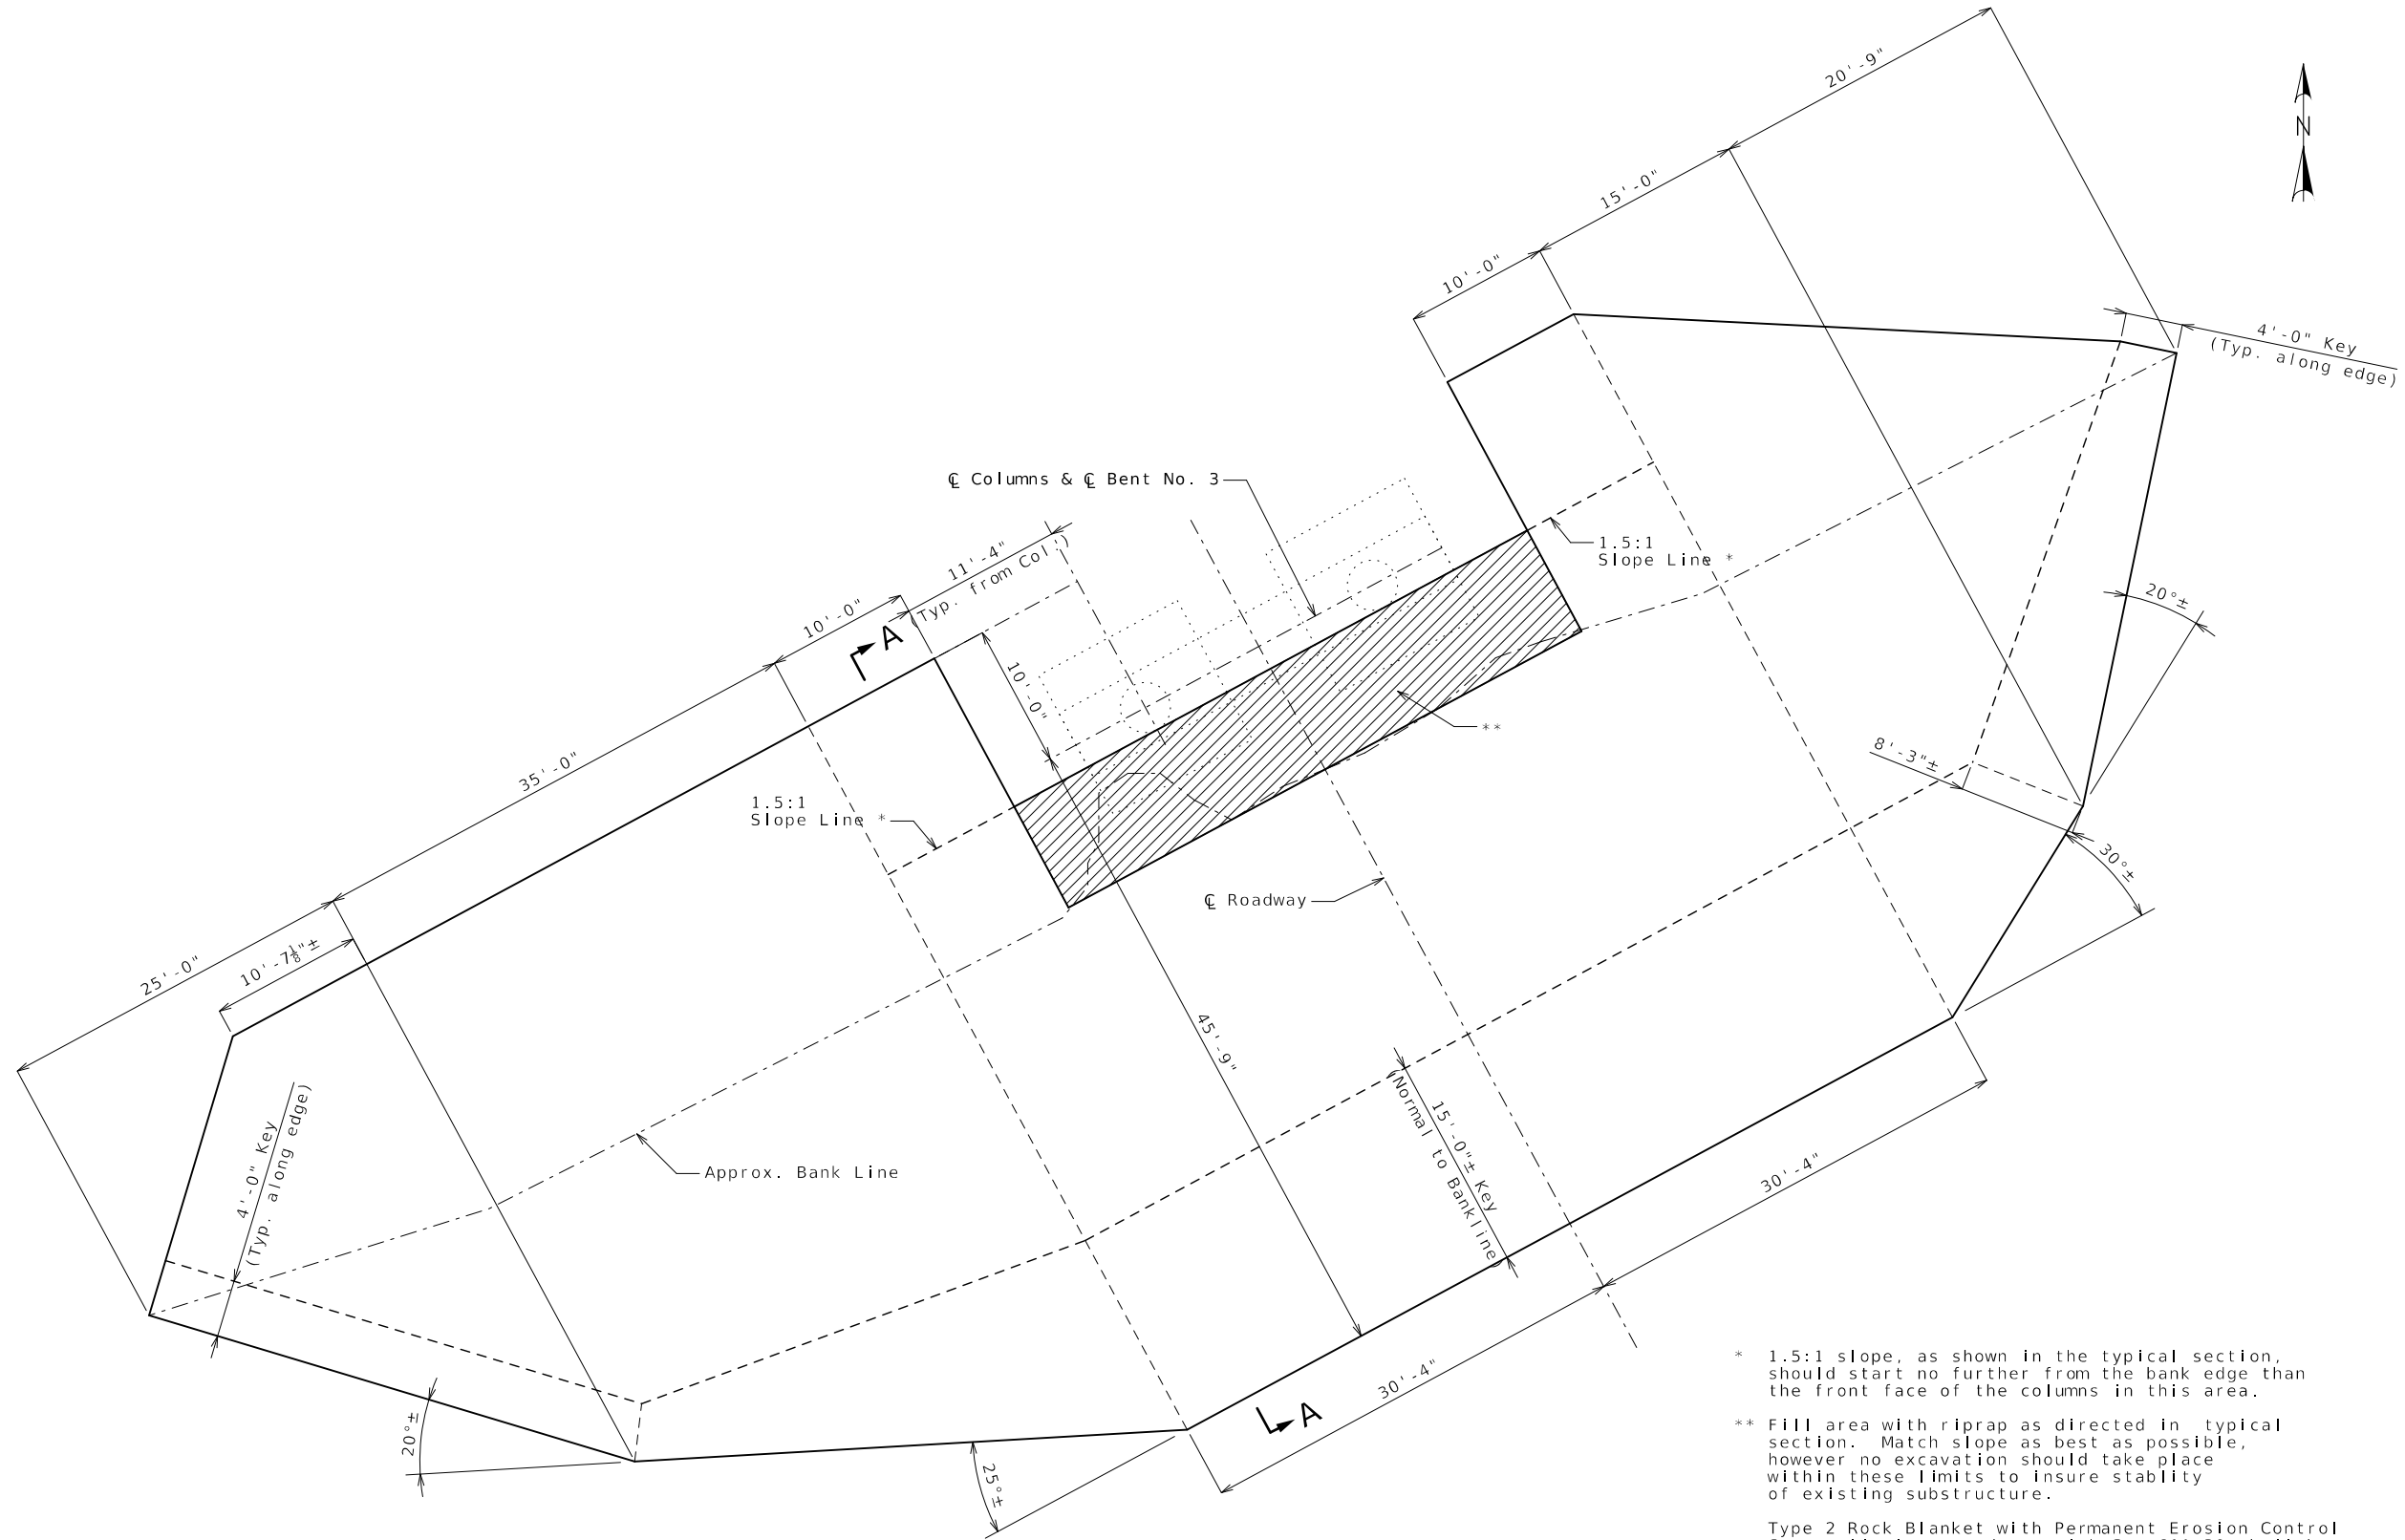 20'-9"
15'-0"
10'-0"
N
4'-0" Key
(Typ. along edge)
℄ Columns & ℄ Bent No. 3
11'-4"
(Typ. from Col.)
10'-0"
A
10'-0"
1.5:1
Slope Line *
20°±
**
8'-3"±
30°±
35'-0"
1.5:1
Slope Line *
℄ Roadway
25'-0"
10'-7⅛"±
45'-9"
15'-0"± Key
(Normal to Bankline)
4'-0" Key
(Typ. along edge)
Approx. Bank Line
30'-4"
30'-4"
A
20°±
25°±
* 1.5:1 slope, as shown in the typical section,
should start no further from the bank edge than
the front face of the columns in this area.
** Fill area with riprap as directed in typical
section. Match slope as best as possible,
however no excavation should take place
within these limits to insure stablity
of existing substructure.
Type 2 Rock Blanket with Permanent Erosion Control